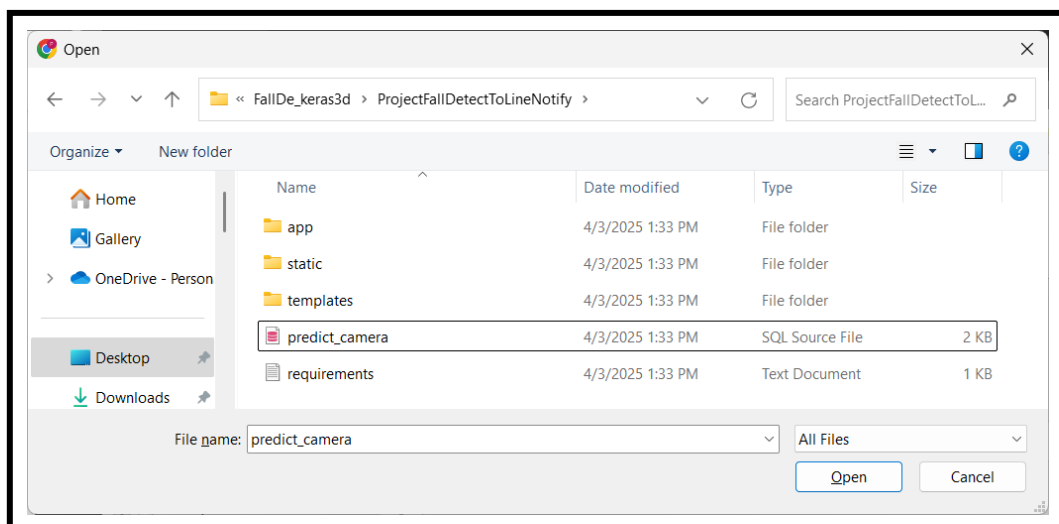 Open
« FallDe_keras3d > ProjectFallDetectToLineNotify >
Search ProjectFallDetectToL...
Organize New folder
Name Date modified Type Size
Home
Gallery
OneDrive - Person
Desktop
Downloads
app 4/3/2025 1:33 PM File folder
static 4/3/2025 1:33 PM File folder
templates 4/3/2025 1:33 PM File folder
predict_camera 4/3/2025 1:33 PM SQL Source File 2 KB
requirements 4/3/2025 1:33 PM Text Document 1 KB
File name: predict_camera All Files
Open Cancel